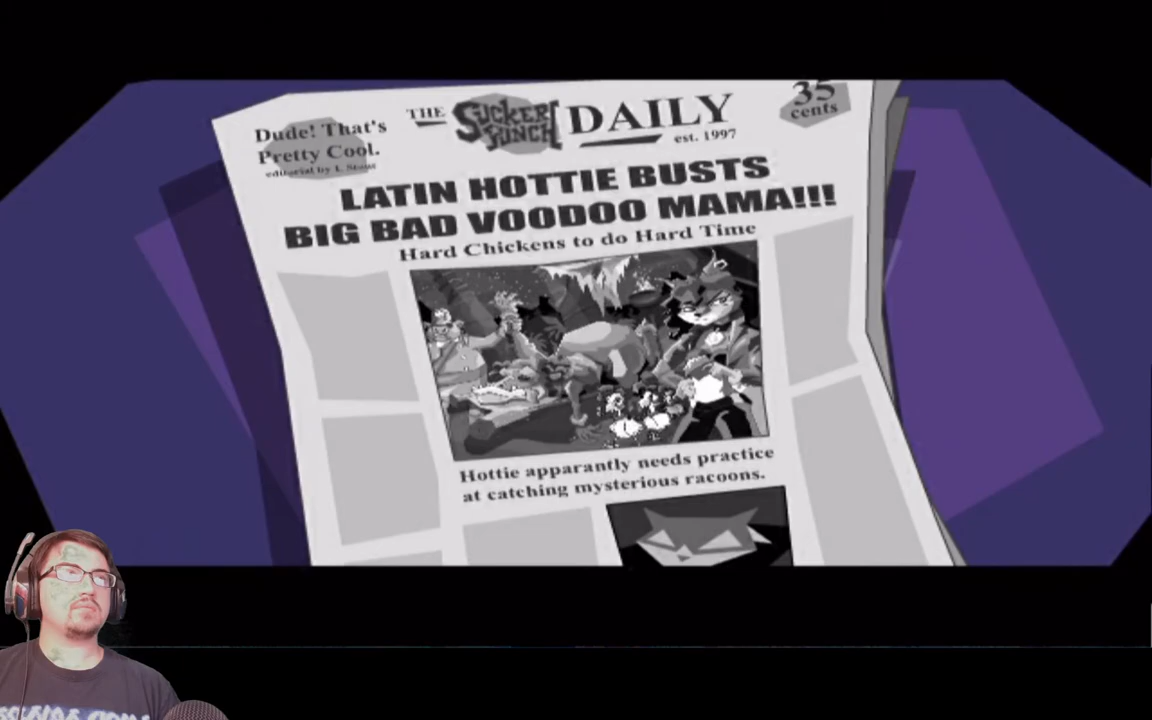 Dude! That's
Pretty Cool.
THE SUCKER PUNCH DAILY
est. 1997
35
cents
LATIN HOTTIE BUSTS
BIG BAD VOODOO MAMA!!!
Hard Chickens to do Hard Time
Hottie apparantly needs practice
at catching mysterious racoons.